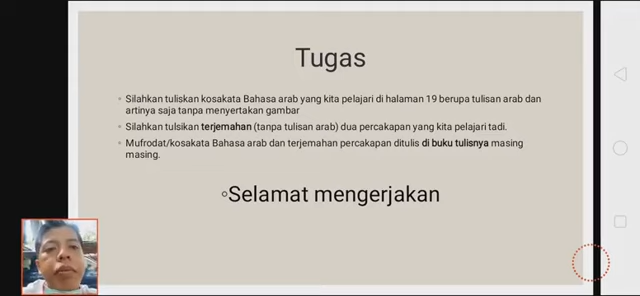 Tugas
◦ Silahkan tuliskan kosakata Bahasa arab yang kita pelajari di halaman 19 berupa tulisan arab dan
artinya saja tanpa menyertakan gambar
◦ Silahkan tulsikan terjemahan (tanpa tulisan arab) dua percakapan yang kita pelajari tadi.
◦ Mufrodat/kosakata Bahasa arab dan terjemahan percakapan ditulis di buku tulisnya masing
masing.
◦Selamat mengerjakan